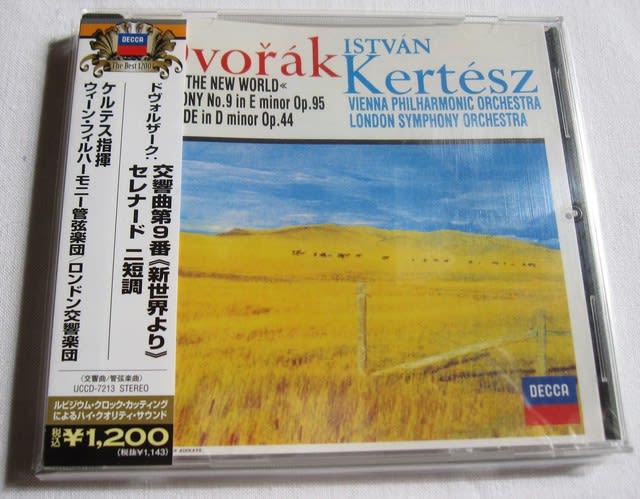 DECCA
The Best 1200
ドヴォルザーク:
交響曲第9番《新世界より》
セレナード ニ短調
ケルテス指揮
ウィーン・フィルハーモニー管弦楽団/ロンドン交響楽団
(交響曲/管弦楽曲)
UCCD-7213 STEREO
ルビジウム・クロック・カッティング
によるハイ・クオリティ・サウンド
税込¥1,200
(税抜¥1,143)
vořák
ISTVÁN
Kertész
THE NEW WORLD«
ONY No.9 in E minor Op.95
DE in D minor Op.44
VIENNA PHILHARMONIC ORCHESTRA
LONDON SYMPHONY ORCHESTRA
DECCA